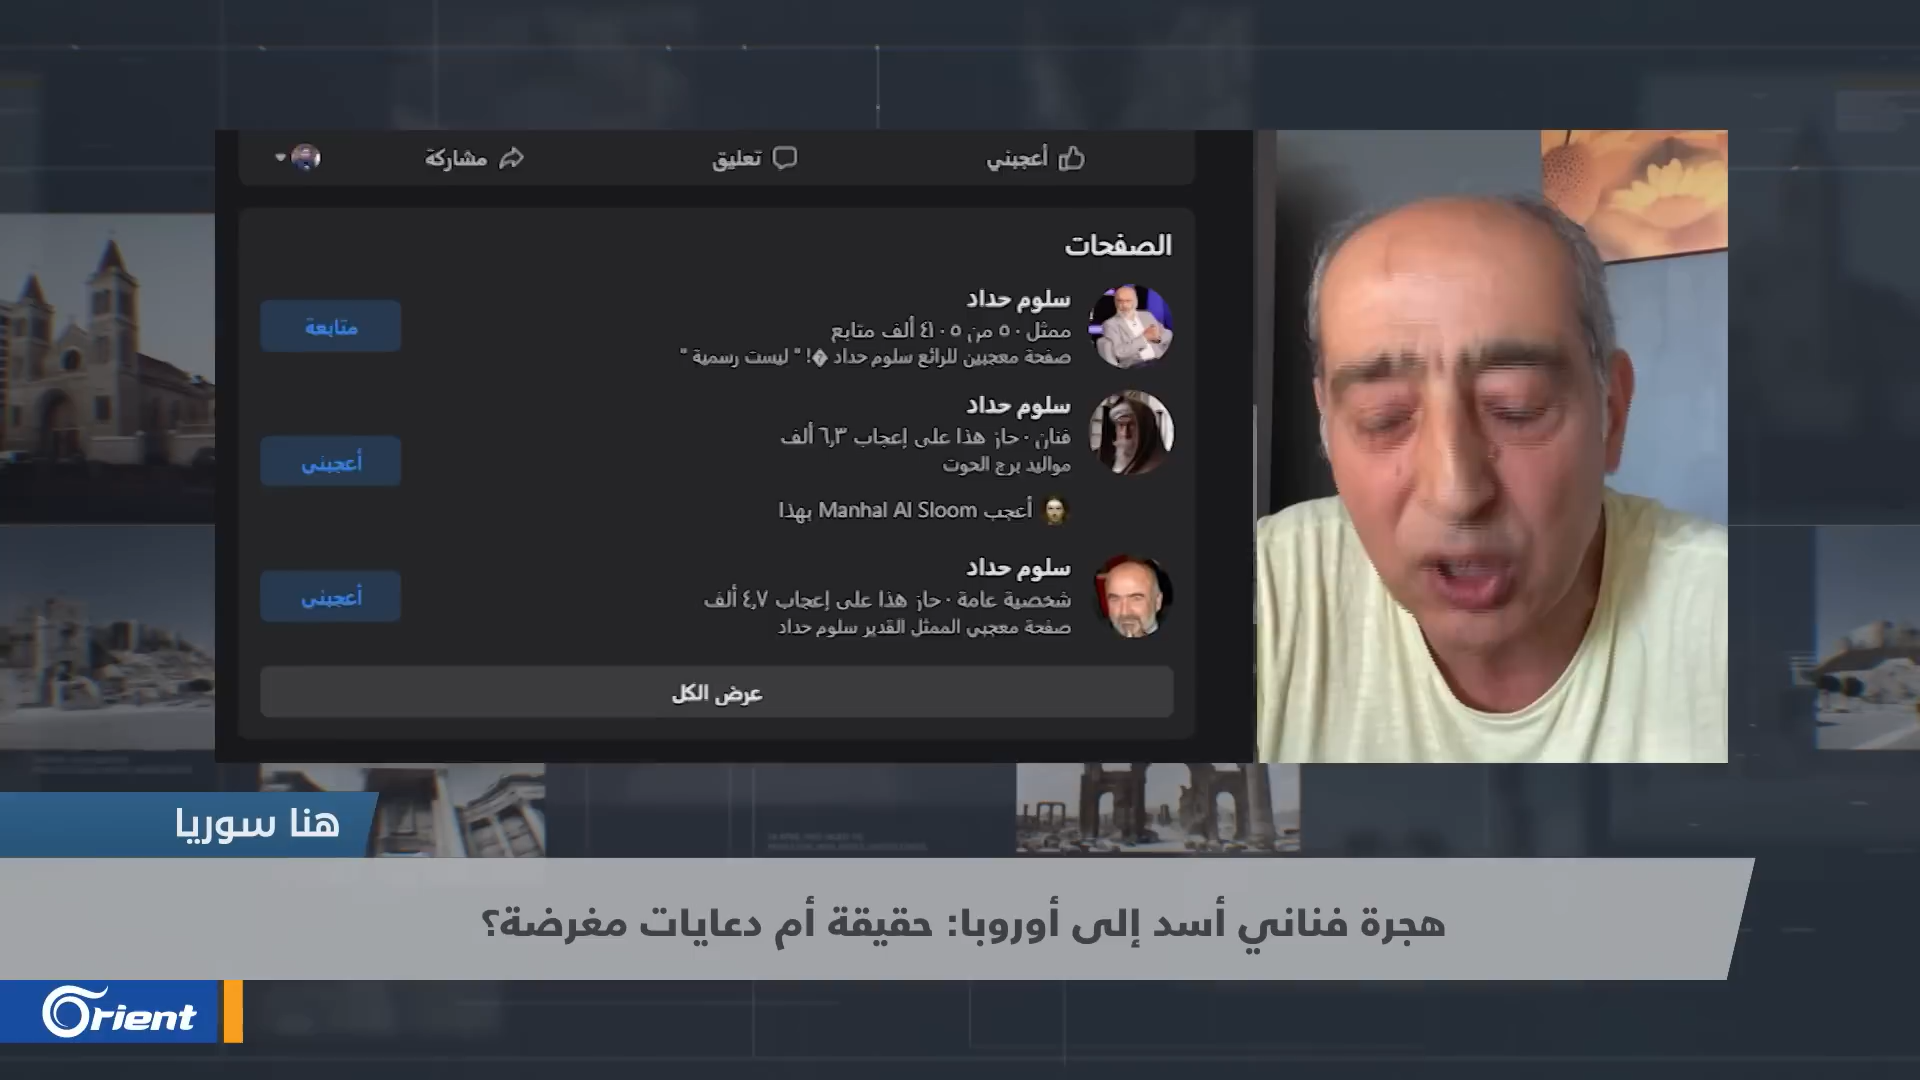 أعجبني
تعليق
مشاركة
الصفحات
سلوم حداد
ممثل · ٥٠ من ٤١٠٥ ألف متابع
صفحة معجبين للرائع سلوم حداد �! " ليست رسمية "
متابعة
سلوم حداد
فنان · حاز هذا على إعجاب ٦٫٣ ألف
مواليد برج الحوت
أعجبني
أعجب Manhal Al Sloom بهذا
سلوم حداد
شخصية عامة · حاز هذا على إعجاب ٤٫٧ ألف
صفحة معجبي الممثل القدير سلوم حداد
أعجبني
عرض الكل
هنا سوريا
هجرة فناني أسد إلى أوروبا: حقيقة أم دعايات مغرضة؟
Orient